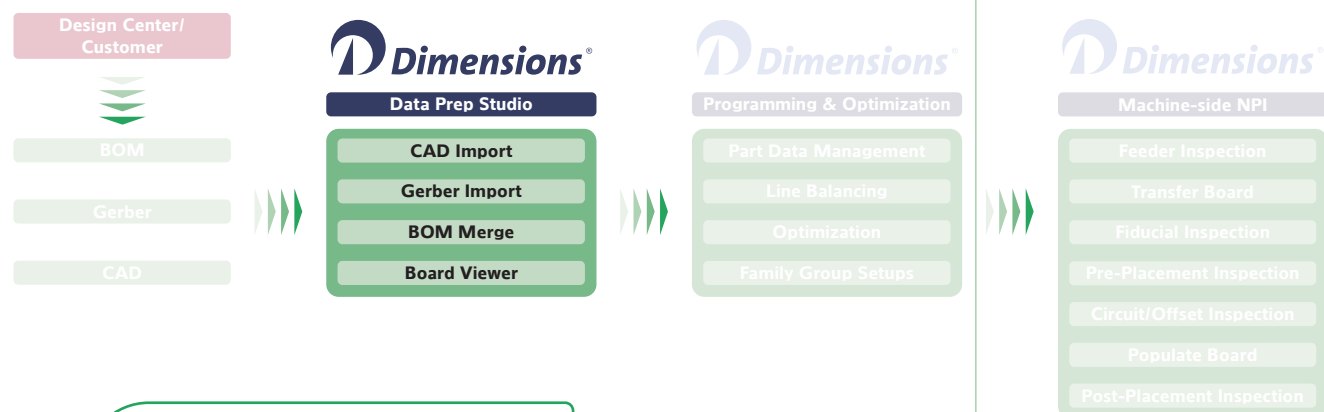 Design Center/
Customer
BOM
Gerber
CAD
Dimensions®
Data Prep Studio
CAD Import
Gerber Import
BOM Merge
Board Viewer
Dimensions®
Programming & Optimization
Part Data Management
Line Balancing
Optimization
Family Group Setups
Dimensions®
Machine-side NPI
Feeder Inspection
Transfer Board
Fiducial Inspection
Pre-Placement Inspection
Circuit/Offset Inspection
Populate Board
Post-Placement Inspection